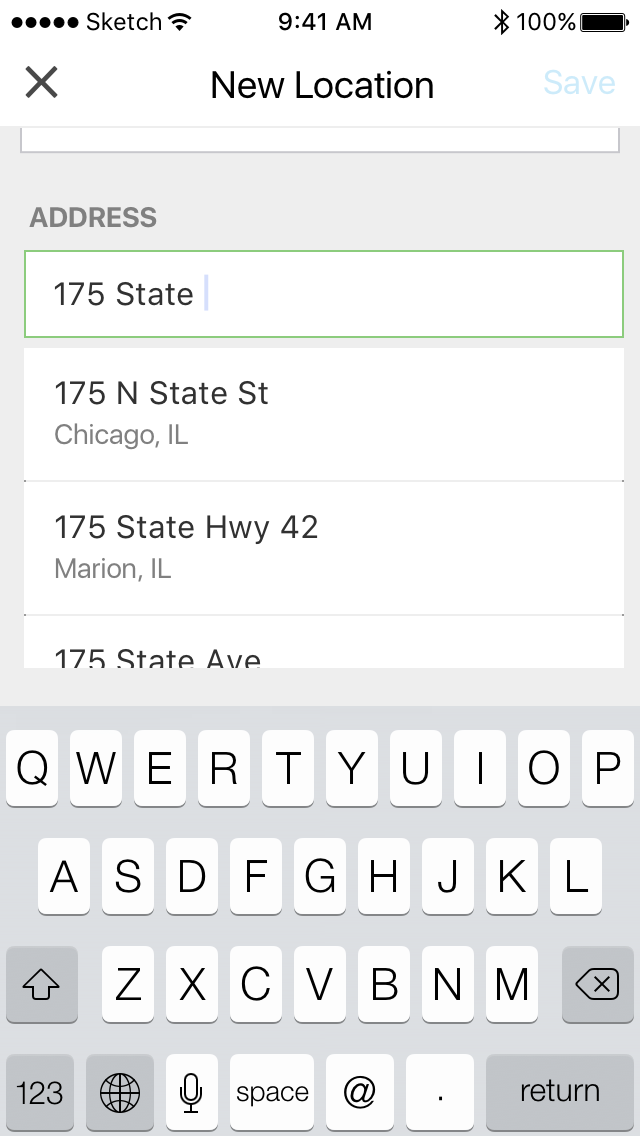 Sketch 9:41 AM 100%
New Location Save
ADDRESS
175 State
175 N State St
Chicago, IL
175 State Hwy 42
Marion, IL
175 State Ave
Q W E R T Y U I O P
A S D F G H J K L
Z X C V B N M
123 space @ . return